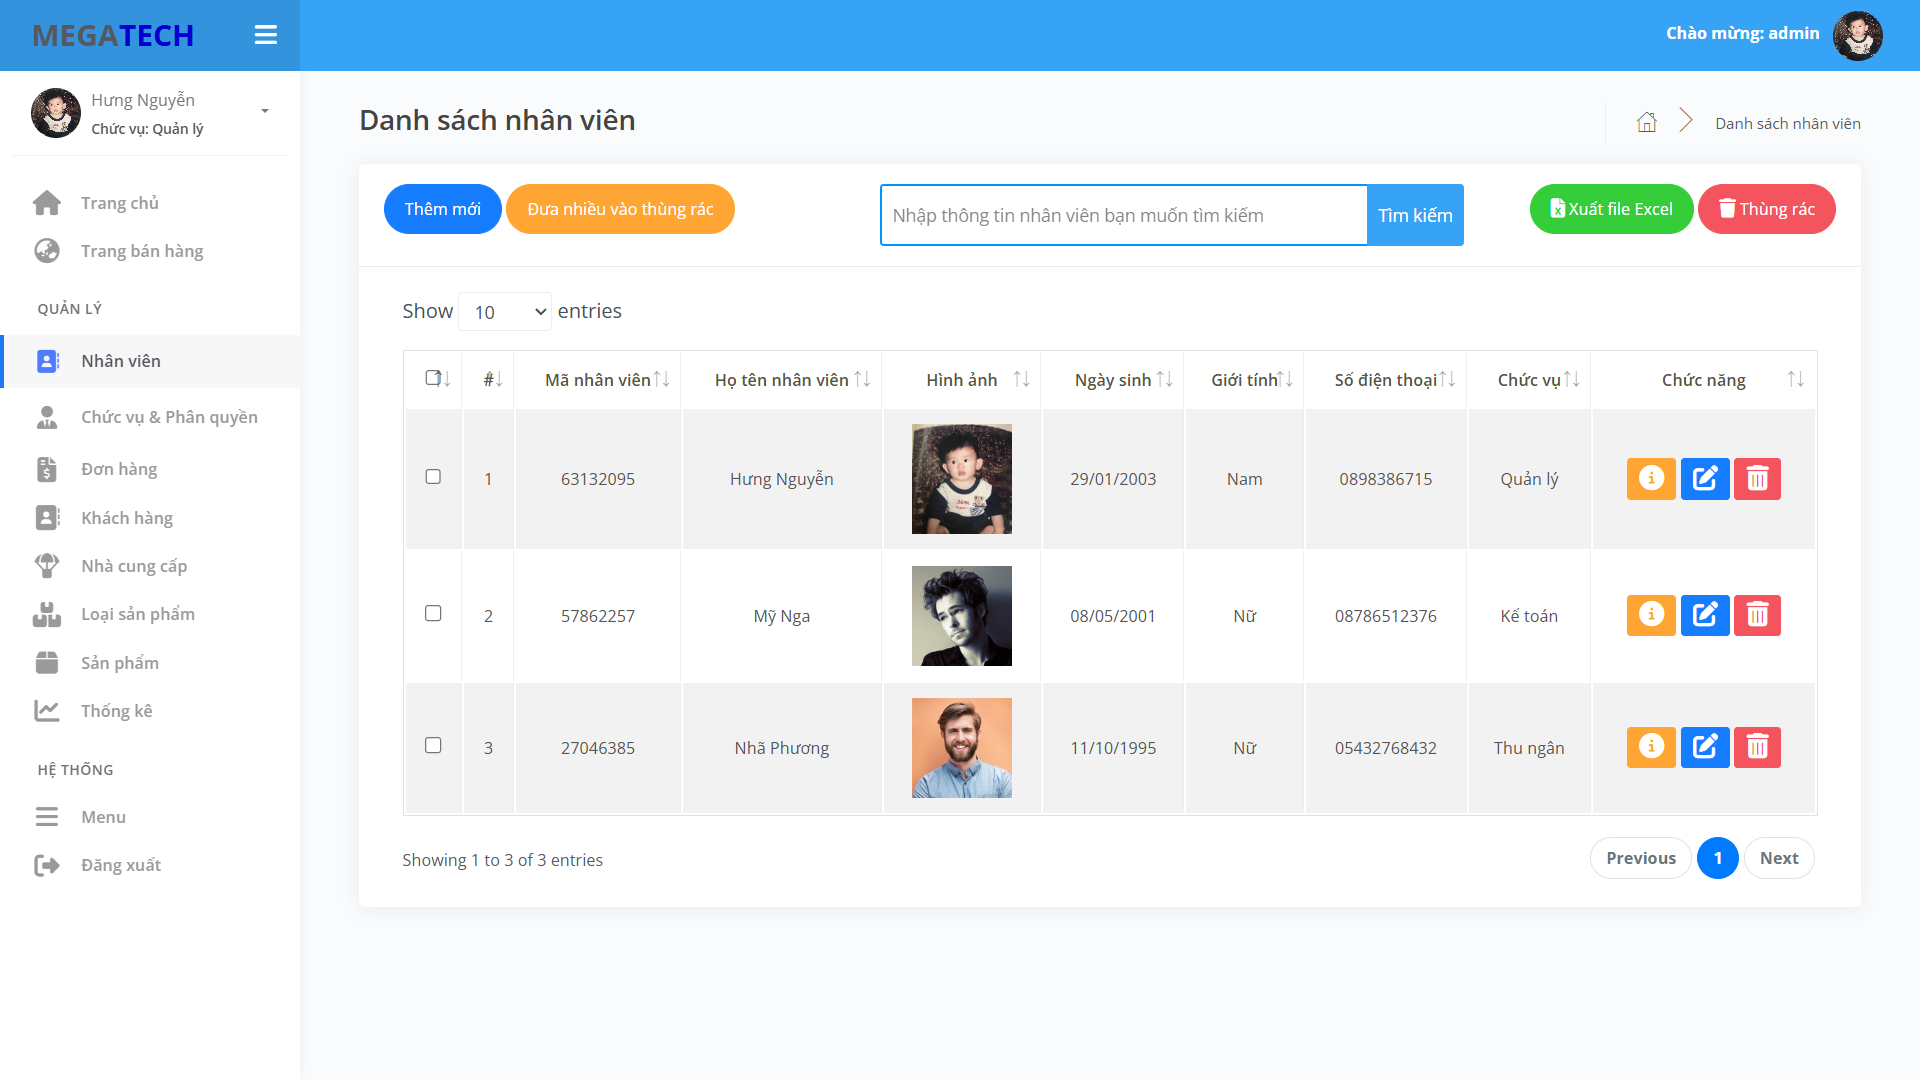 MEGATECH
Chào mừng: admin
Hưng Nguyễn
Chức vụ: Quản lý
Trang chủ
Trang bán hàng
QUẢN LÝ
Nhân viên
Chức vụ & Phân quyền
Đơn hàng
Khách hàng
Nhà cung cấp
Loại sản phẩm
Sản phẩm
Thống kê
HỆ THỐNG
Menu
Đăng xuất
Danh sách nhân viên
Danh sách nhân viên
Thêm mới
Đưa nhiều vào thùng rác
Nhập thông tin nhân viên bạn muốn tìm kiếm
Tìm kiếm
Xuất file Excel
Thùng rác
Show 10 entries
# Mã nhân viên Họ tên nhân viên Hình ảnh Ngày sinh Giới tính Số điện thoại Chức vụ Chức năng
1 63132095 Hưng Nguyễn 29/01/2003 Nam 0898386715 Quản lý
2 57862257 Mỹ Nga 08/05/2001 Nữ 08786512376 Kế toán
3 27046385 Nhã Phương 11/10/1995 Nữ 05432768432 Thu ngân
Showing 1 to 3 of 3 entries
Previous 1 Next